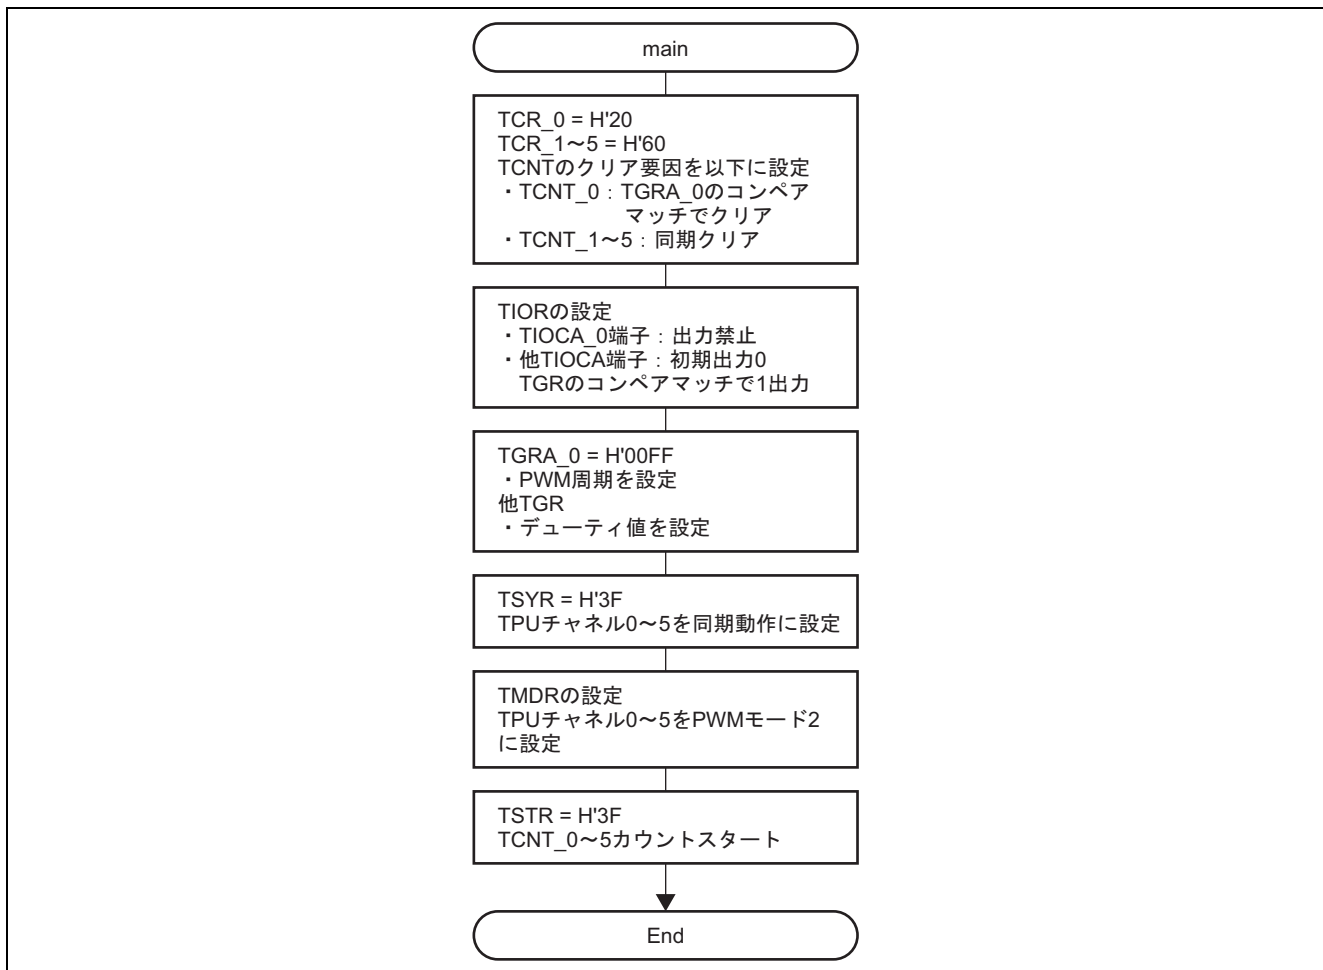 main
TCR_0 = H'20
TCR_1～5 = H'60
TCNTのクリア要因を以下に設定
・TCNT_0：TGRA_0のコンペア
マッチでクリア
・TCNT_1～5：同期クリア
TIORの設定
・TIOCA_0端子：出力禁止
・他TIOCA端子：初期出力0
TGRのコンペアマッチで1出力
TGRA_0 = H'00FF
・PWM周期を設定
他TGR
・デューティ値を設定
TSYR = H'3F
TPUチャネル0～5を同期動作に設定
TMDRの設定
TPUチャネル0～5をPWMモード2
に設定
TSTR = H'3F
TCNT_0～5カウントスタート
End